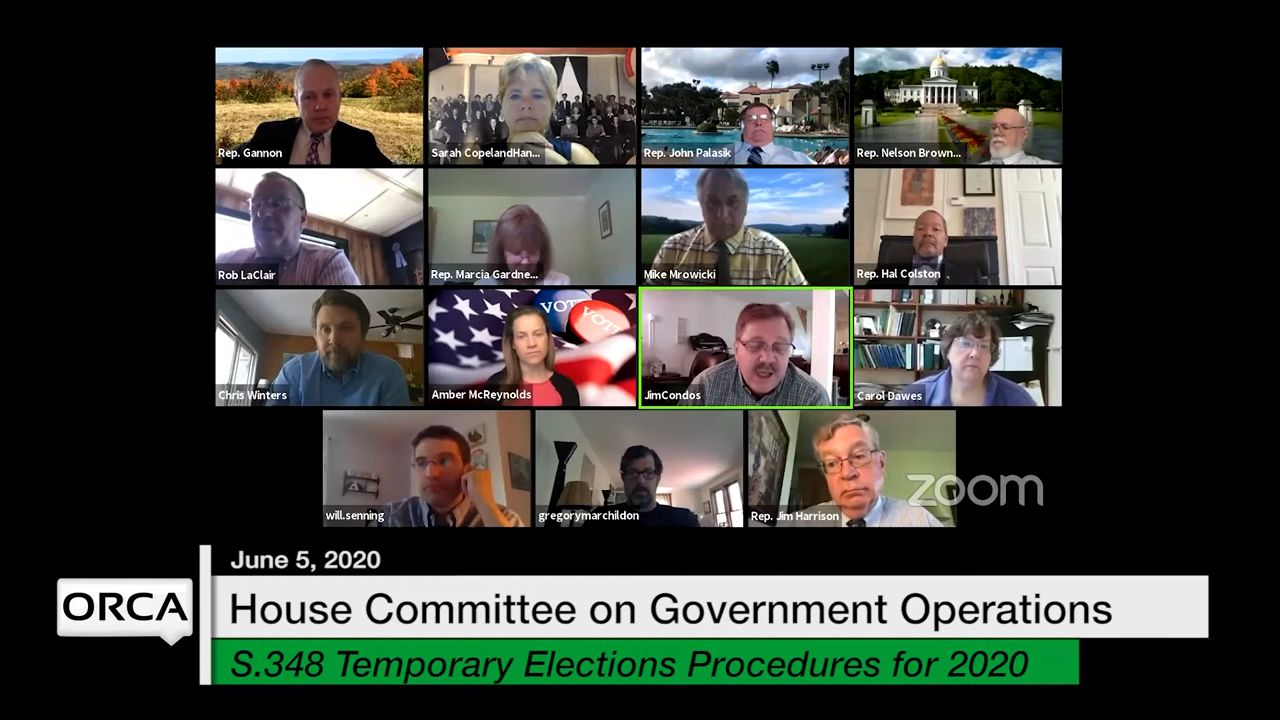 Rep. Gannon
Sarah CopelandHan...
Rep. John Palasik
Rep. Nelson Brown...
Rob LaClair
Rep. Marcia Gardne...
Mike Mrowicki
Rep. Hal Colston
Chris Winters
VOTE
VOTE
Amber McReynolds
JimCondos
Carol Dawes
A
will.senning
gregorymarchildon
Rep. Jim Harrison
zoom
June 5, 2020
ORCA
House Committee on Government Operations
S.348 Temporary Elections Procedures for 2020